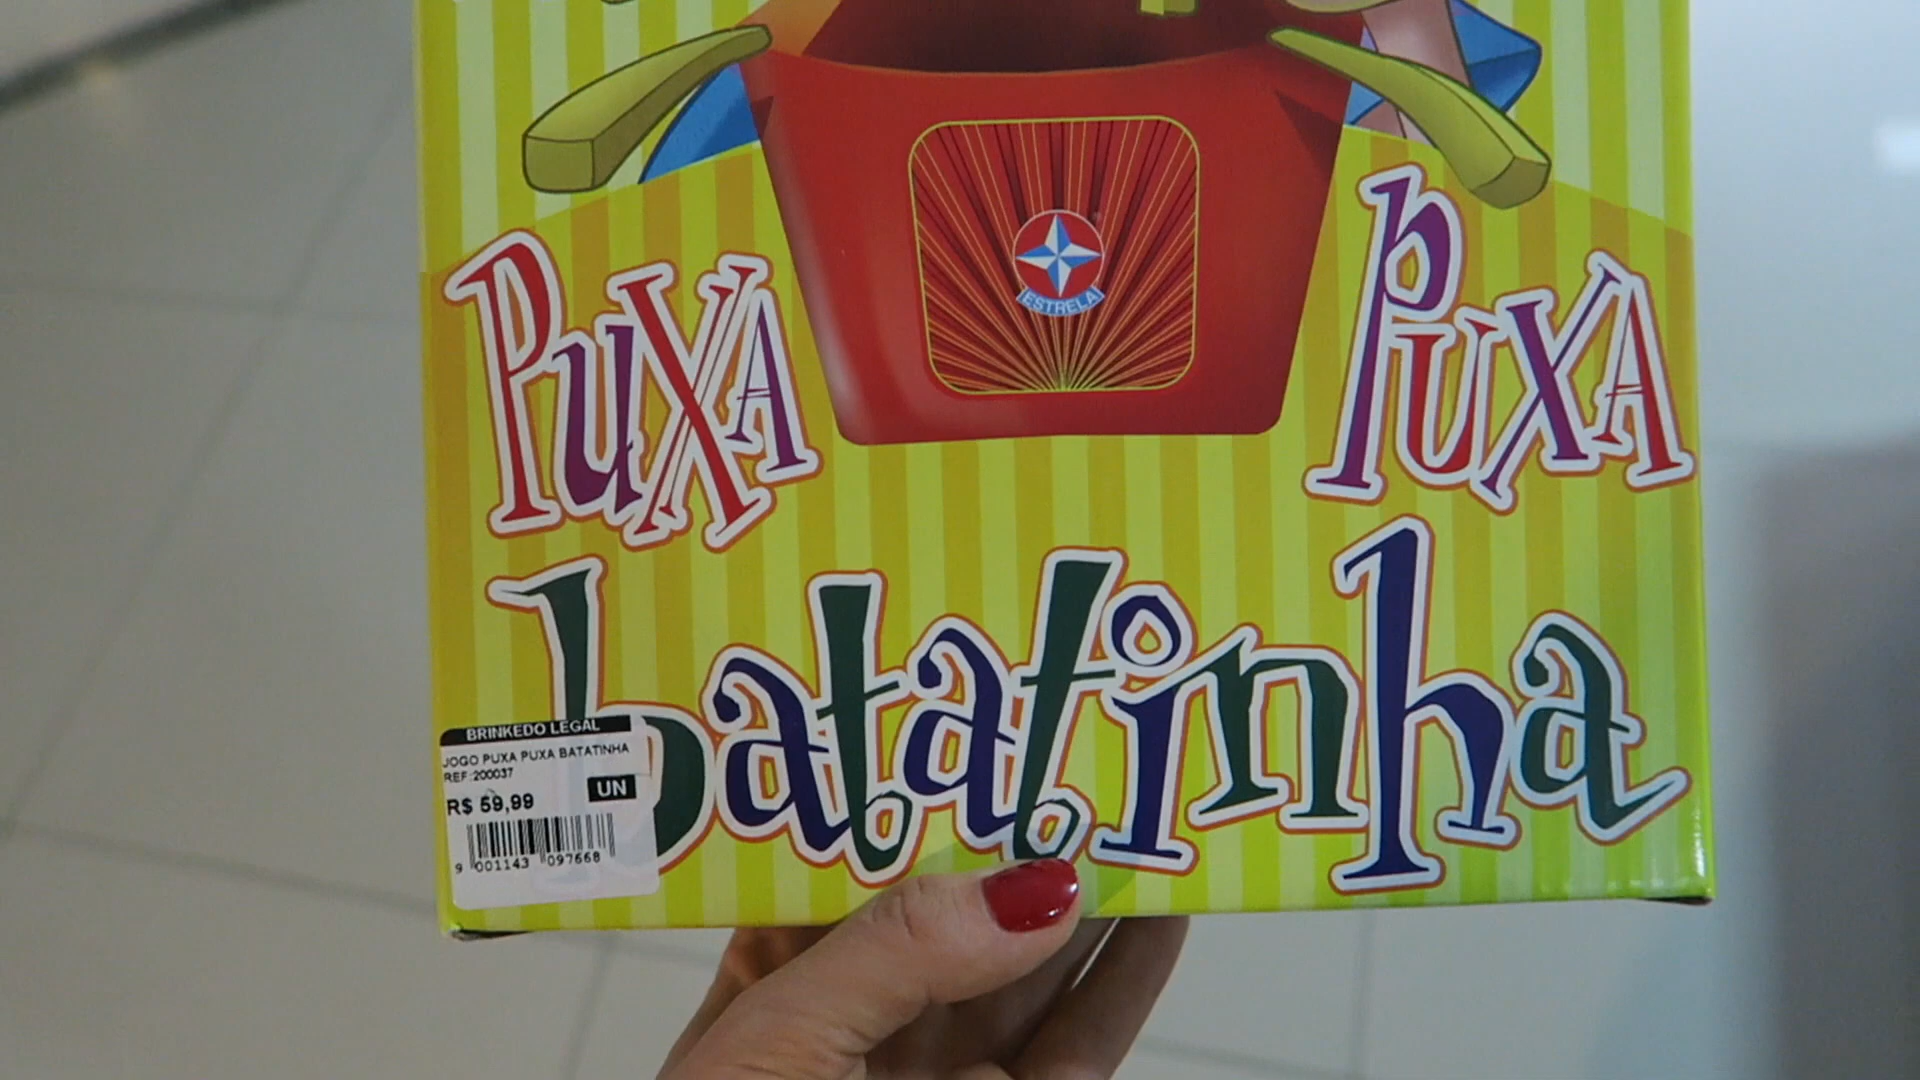 ESTRELA
PuXA PuXA
batatinha
BRINKEDO LEGAL
JOGO PUXA PUXA BATATINHA
REF:200037
UN
R$ 59,99
9 001143 097668